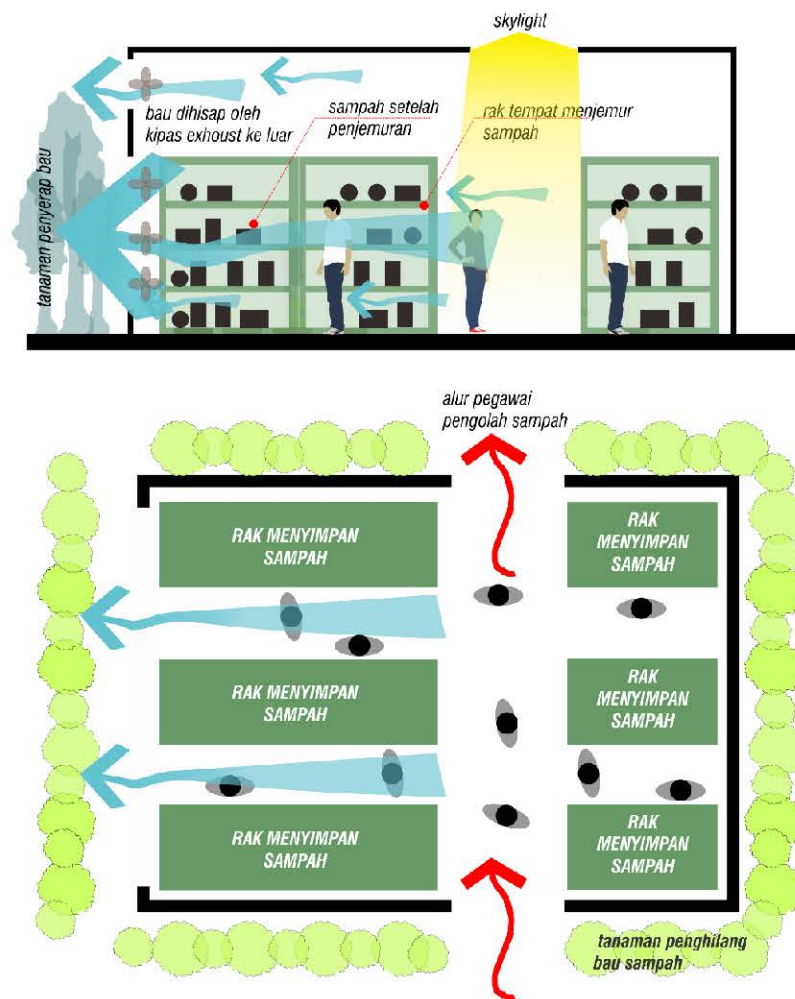 skylight
bau dihisap oleh
kipas exhoust ke luar
sampah setelah
penjemuran
rak tempat menjemur
sampah
tanaman penyerap bau
alur pegawai
pengolah sampah
RAK MENYIMPAN
SAMPAH
RAK
MENYIMPAN
SAMPAH
RAK MENYIMPAN
SAMPAH
RAK
MENYIMPAN
SAMPAH
RAK MENYIMPAN
SAMPAH
RAK
MENYIMPAN
SAMPAH
tanaman penghilang
bau sampah